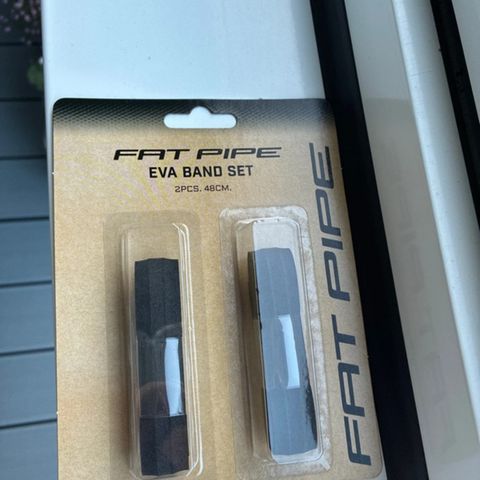 FAT PIPE
EVA BAND SET
2PCS. 48CM.
FAT PIPE